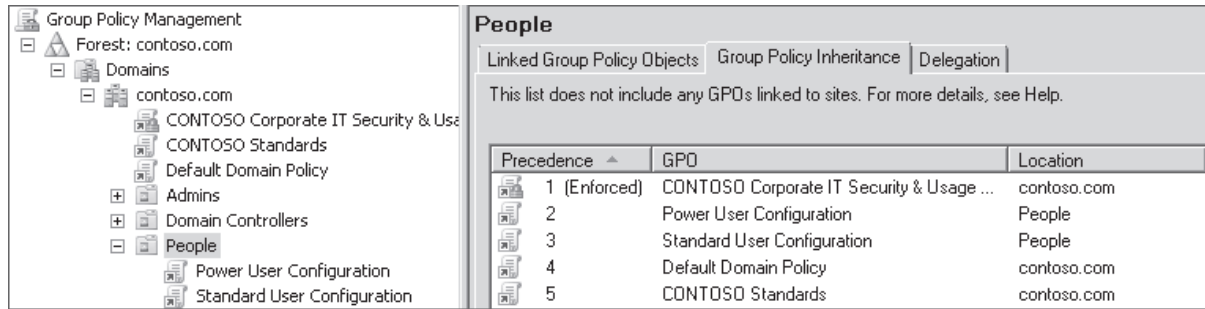 Group Policy Management
Forest: contoso.com
Domains
contoso.com
CONTOSO Corporate IT Security & Usa
CONTOSO Standards
Default Domain Policy
Admins
Domain Controllers
People
Power User Configuration
Standard User Configuration
People
Linked Group Policy Objects Group Policy Inheritance Delegation
This list does not include any GPOs linked to sites. For more details, see Help.
Precedence GPO Location
1 (Enforced) CONTOSO Corporate IT Security & Usage ... contoso.com
2 Power User Configuration People
3 Standard User Configuration People
4 Default Domain Policy contoso.com
5 CONTOSO Standards contoso.com